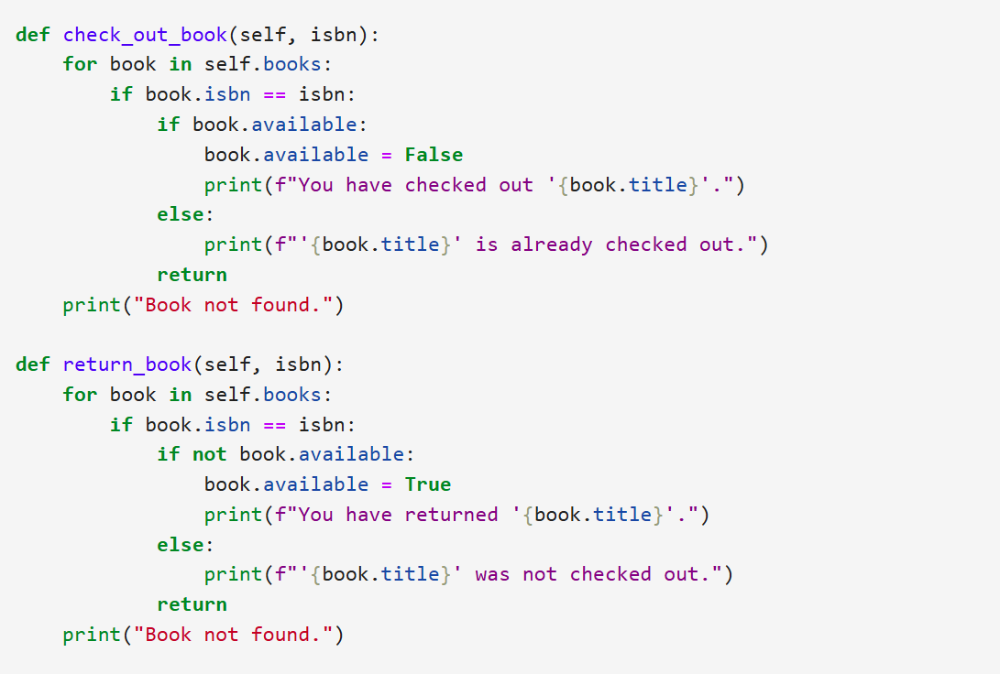 def check_out_book(self, isbn):
    for book in self.books:
        if book.isbn == isbn:
            if book.available:
                book.available = False
                print(f"You have checked out '{book.title}'.")
            else:
                print(f"'{book.title}' is already checked out.")
            return
    print("Book not found.")

def return_book(self, isbn):
    for book in self.books:
        if book.isbn == isbn:
            if not book.available:
                book.available = True
                print(f"You have returned '{book.title}'.")
            else:
                print(f"'{book.title}' was not checked out.")
            return
    print("Book not found.")